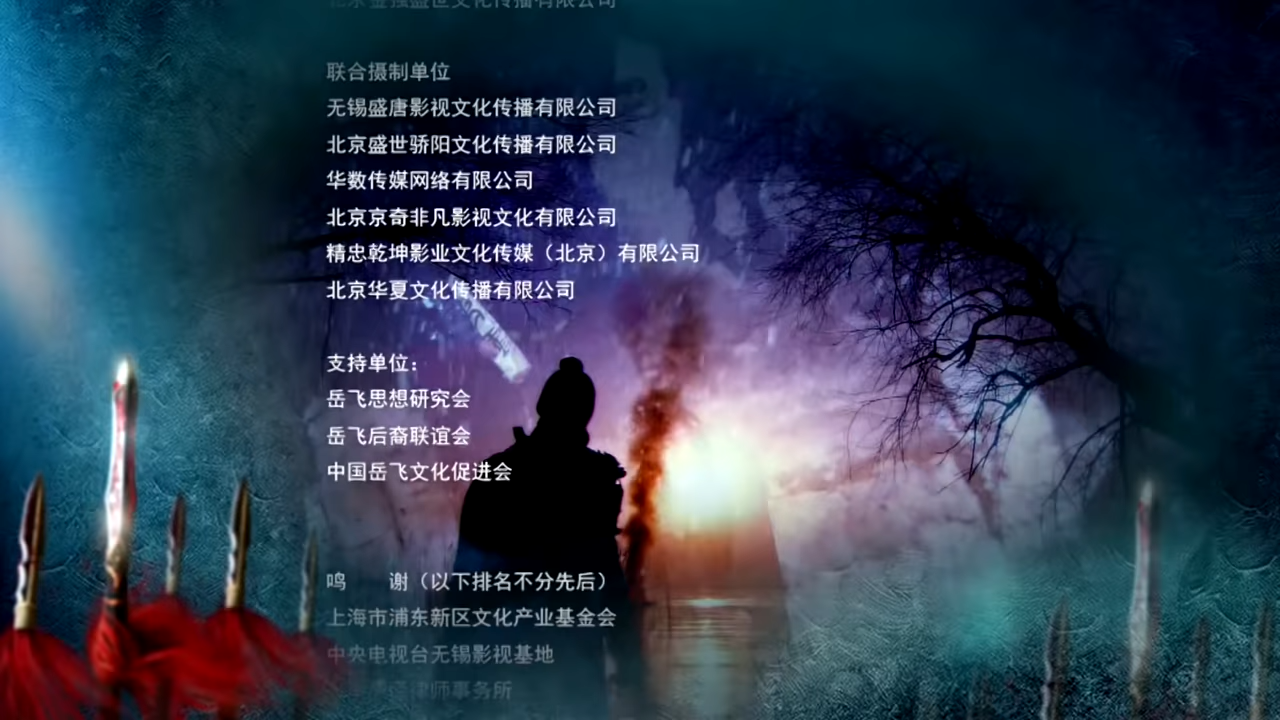 联合摄制单位
无锡盛唐影视文化传播有限公司
北京盛世骄阳文化传播有限公司
华数传媒网络有限公司
北京京奇非凡影视文化有限公司
精忠乾坤影业文化传媒（北京）有限公司
北京华夏文化传播有限公司
支持单位：
岳飞思想研究会
岳飞后裔联谊会
中国岳飞文化促进会
鸣　　谢（以下排名不分先后）
上海市浦东新区文化产业基金会
中央电视台无锡影视基地
律师事务所